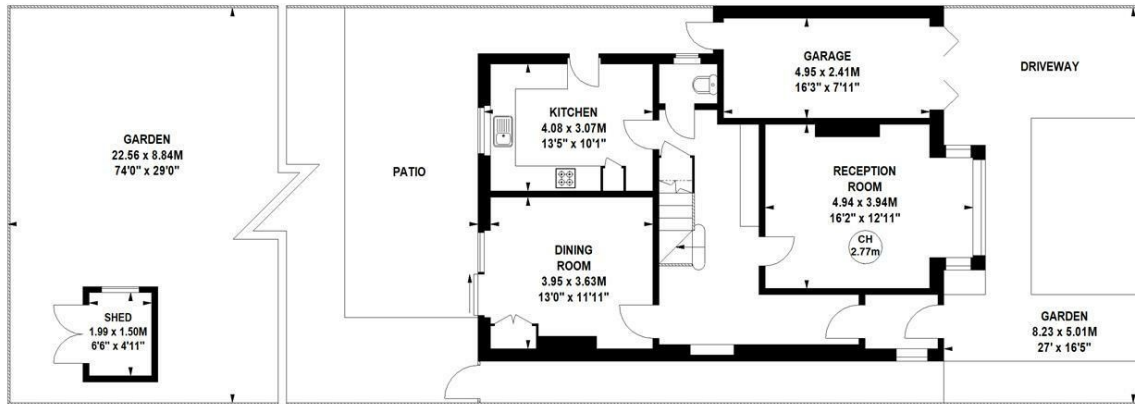 GARDEN
22.56 x 8.84M
74'0" x 29'0"
SHED
1.99 x 1.50M
6'6" x 4'11"
PATIO
KITCHEN
4.08 x 3.07M
13'5" x 10'1"
DINING
ROOM
3.95 x 3.63M
13'0" x 11'11"
GARAGE
4.95 x 2.41M
16'3" x 7'11"
RECEPTION
ROOM
4.94 x 3.94M
16'2" x 12'11"
CH
2.77m
DRIVEWAY
GARDEN
8.23 x 5.01M
27' x 16'5"